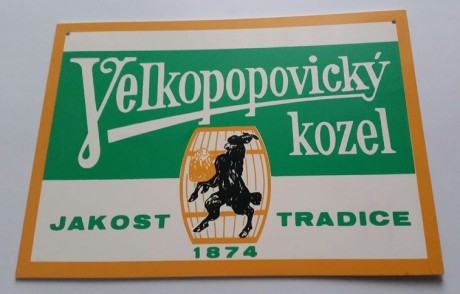 Velkopopovický
kozel
JAKOST TRADICE
1874